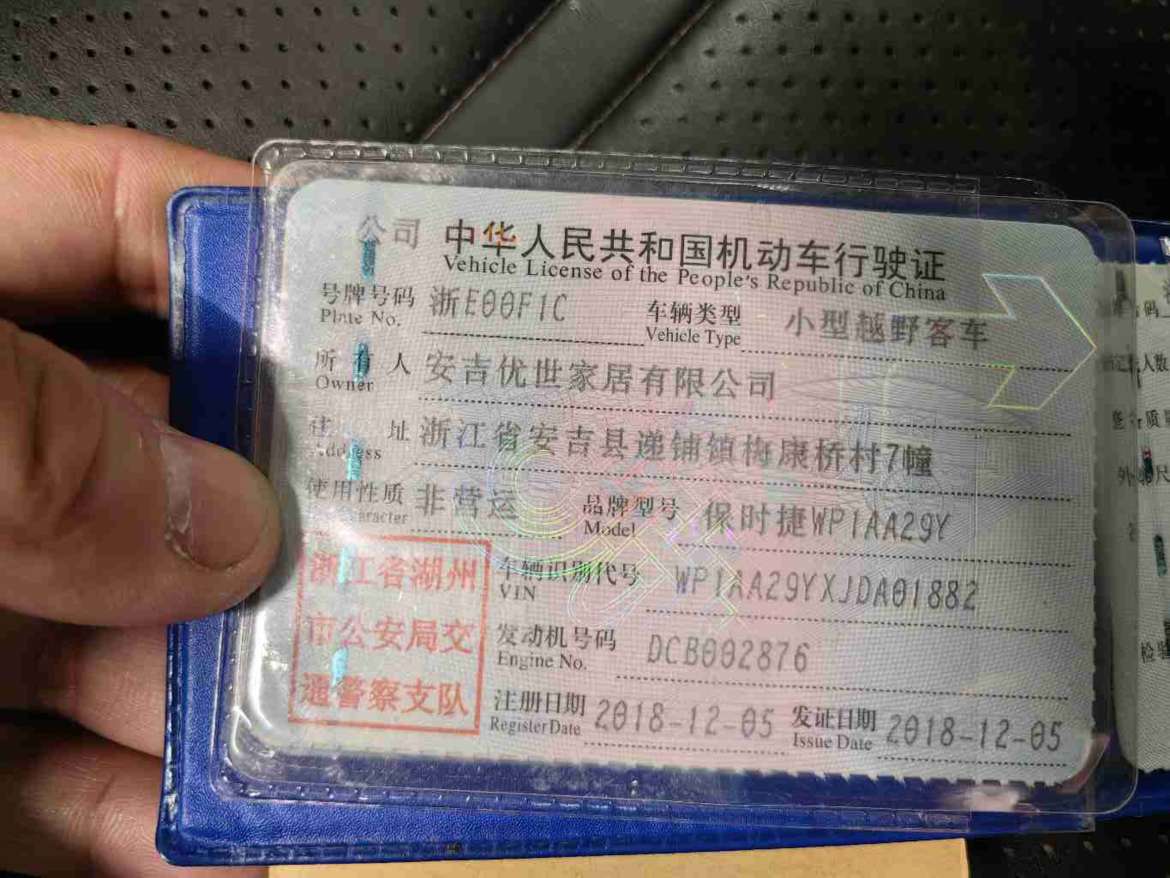 公司 中华人民共和国机动车行驶证
Vehicle License of the People's Republic of China
号牌号码 浙E00F1C 车辆类型 小型越野客车
Plate No. Vehicle Type
所有人 安吉优世家居有限公司
Owner
住址 浙江省安吉县递铺镇梅康桥村7幢
Address
使用性质 非营运 品牌型号 保时捷WP1AA29Y
Character Model
浙江省湖州
市公安局交
通警察支队
车辆识别代号 WP1AA29YXJDA01882
VIN
发动机号码 DCB002876
Engine No.
注册日期 2018-12-05 发证日期 2018-12-05
Register Date Issue Date
码
人数
质
外
尺
检验